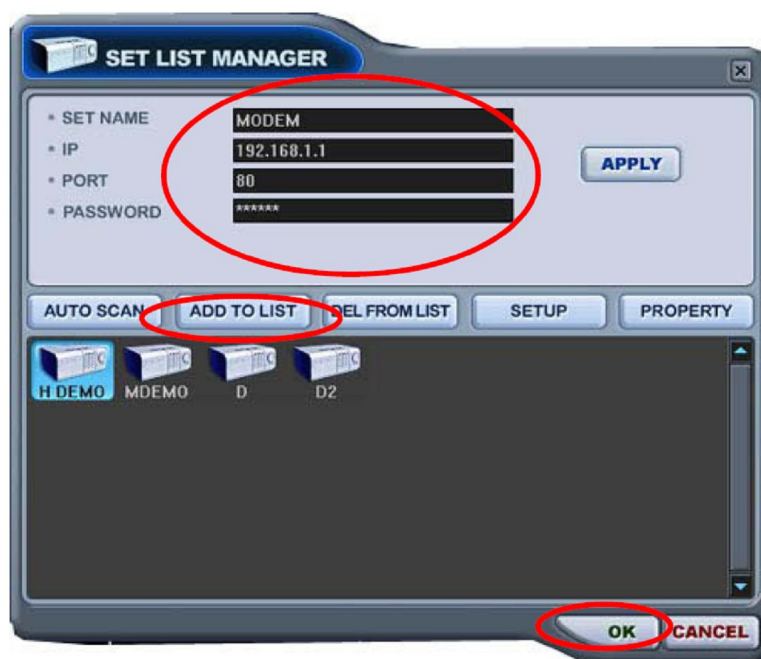 SET LIST MANAGER
SET NAME MODEM
IP 192.168.1.1
PORT 80
PASSWORD ******
APPLY
AUTO SCAN ADD TO LIST DEL FROM LIST SETUP PROPERTY
H DEMO MDEMO D D2
OK CANCEL